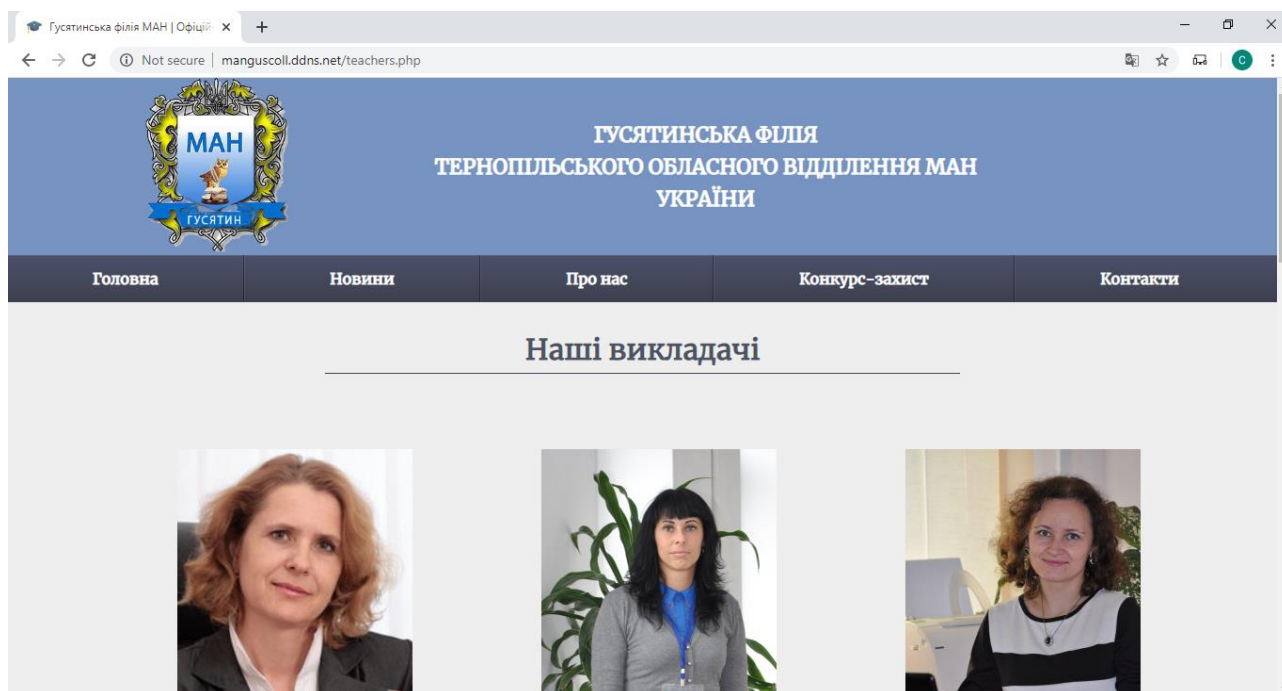 Гусятинська філія МАН | Офіцій
Not secure | manguscoll.ddns.net/teachers.php
C
МАН
ГУСЯТИН
ГУСЯТИНСЬКА ФІЛІЯ
ТЕРНОПІЛЬСЬКОГО ОБЛАСНОГО ВІДДІЛЕННЯ МАН
УКРАЇНИ
Головна Новини Про нас Конкурс-захист Контакти
Наші викладачі